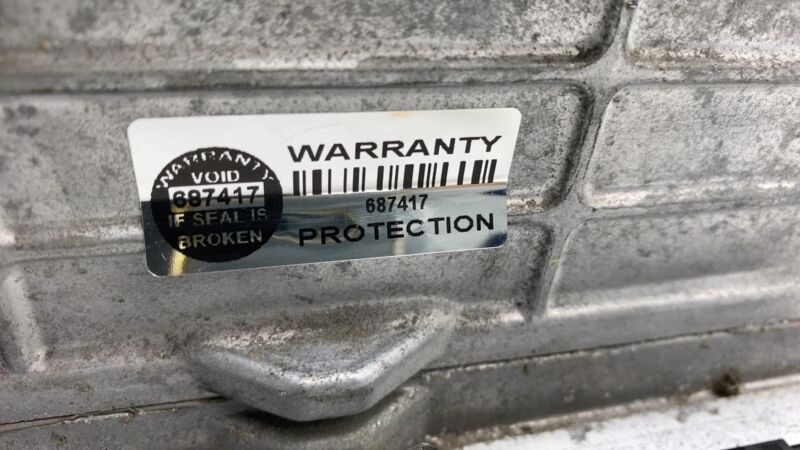 WARRANTY
VOID
687417
IF SEAL IS
BROKEN
WARRANTY
687417
PROTECTION